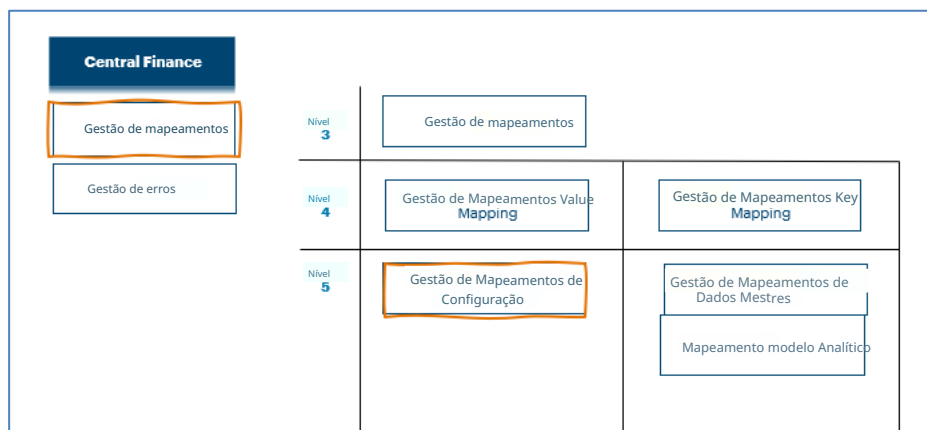 Central Finance
Gestão de mapeamentos
Gestão de erros
Nível
3
Gestão de mapeamentos
Nível
4
Gestão de Mapeamentos Value
Mapping
Gestão de Mapeamentos Key
Mapping
Nível
5
Gestão de Mapeamentos de
Configuração
Gestão de Mapeamentos de
Dados Mestres
Mapeamento modelo Analítico